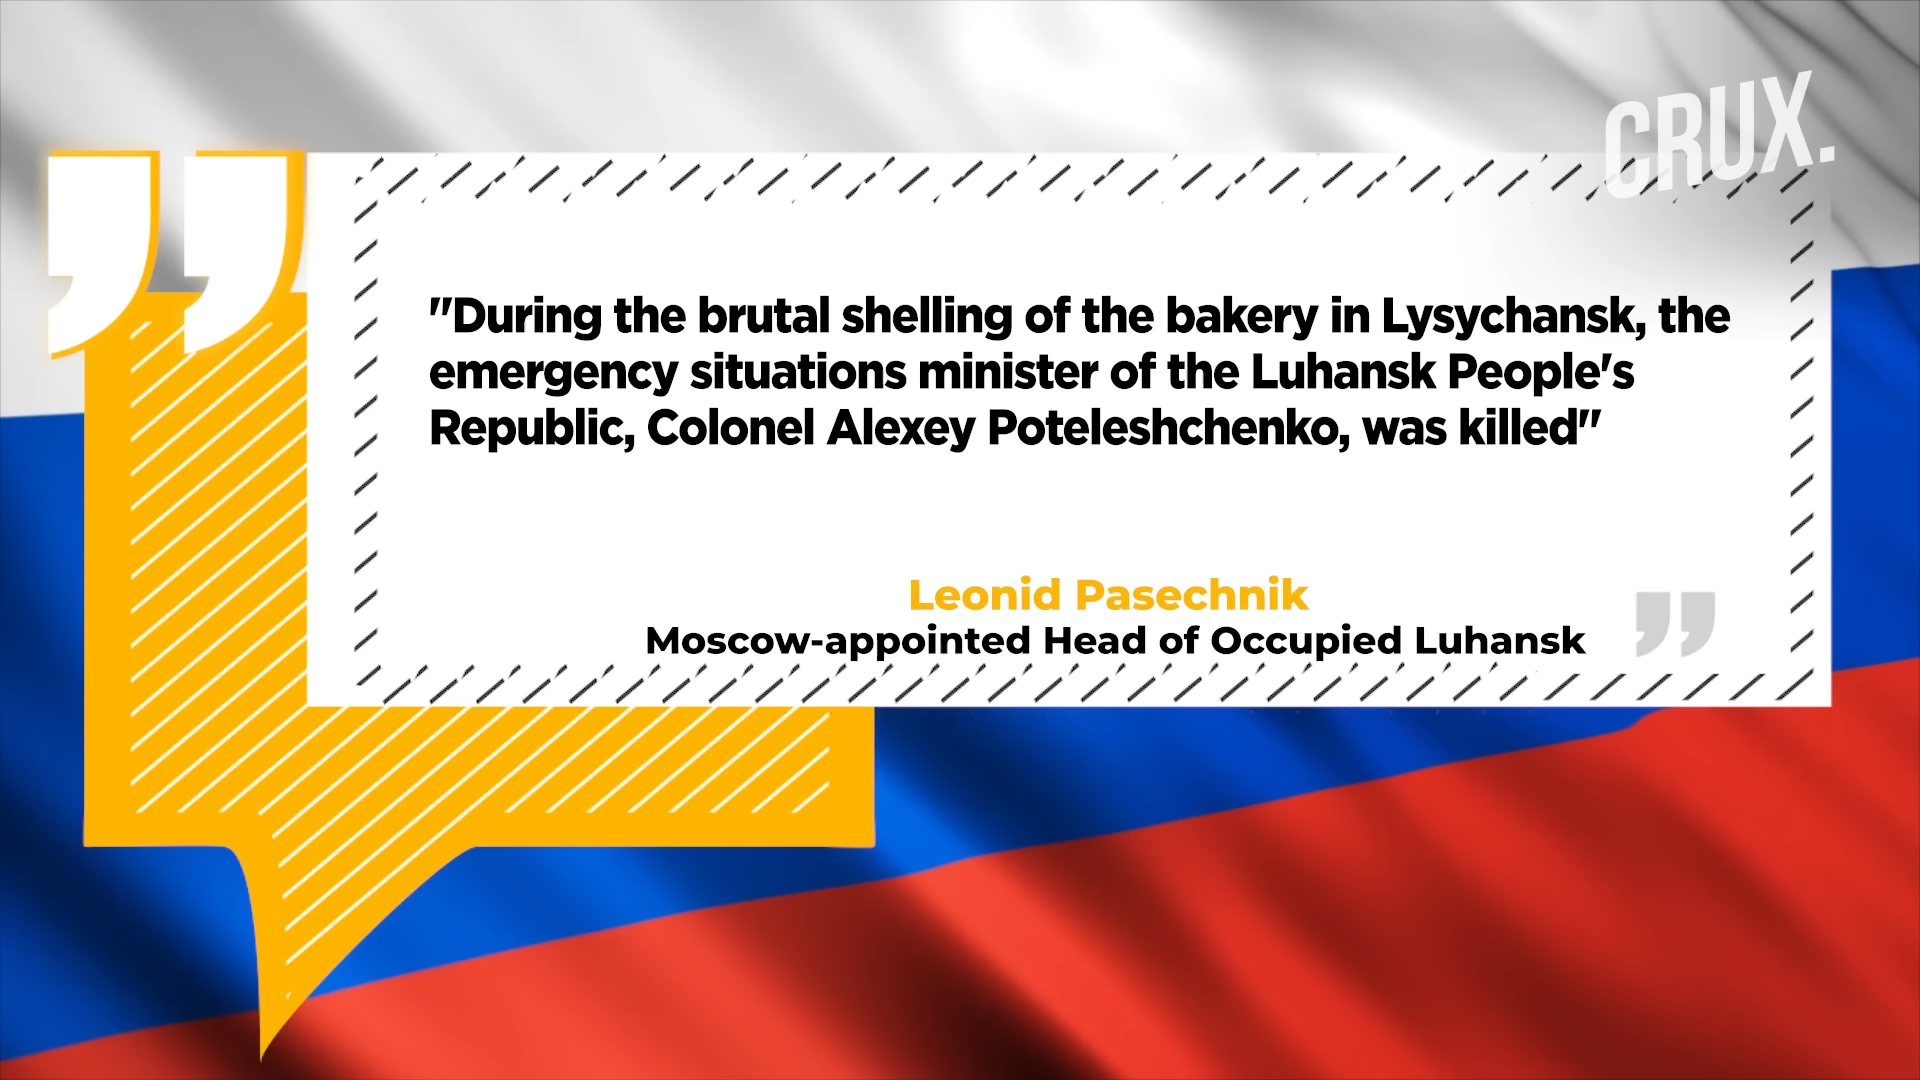 CRUX.
"During the brutal shelling of the bakery in Lysychansk, the
emergency situations minister of the Luhansk People's
Republic, Colonel Alexey Poteleshchenko, was killed"
Leonid Pasechnik
Moscow-appointed Head of Occupied Luhansk